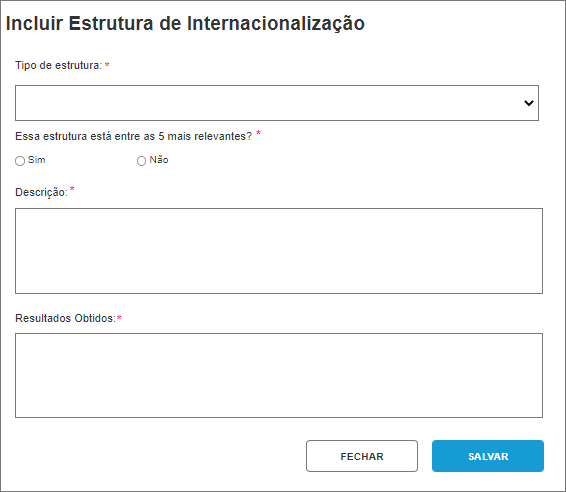 Incluir Estrutura de Internacionalização
Tipo de estrutura: *
Essa estrutura está entre as 5 mais relevantes? *
Sim Não
Descrição: *
Resultados Obtidos: *
FECHAR SALVAR